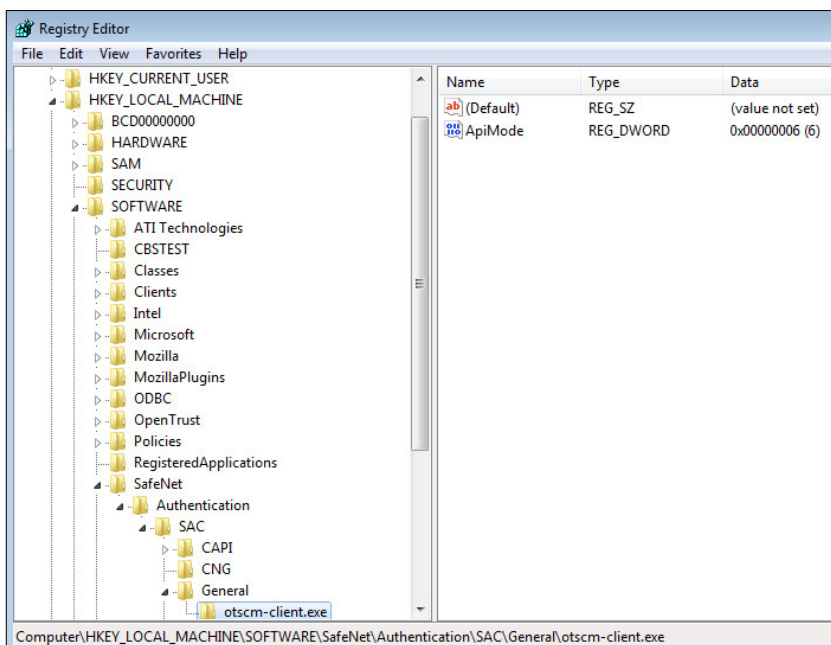 Registry Editor
File Edit View Favorites Help
HKEY_CURRENT_USER
HKEY_LOCAL_MACHINE
BCD00000000
HARDWARE
SAM
SECURITY
SOFTWARE
ATI Technologies
CBSTEST
Classes
Clients
Intel
Microsoft
Mozilla
MozillaPlugins
ODBC
OpenTrust
Policies
RegisteredApplications
SafeNet
Authentication
SAC
CAPI
CNG
General
otscm-client.exe
Name Type Data
(Default) REG_SZ (value not set)
ApiMode REG_DWORD 0x00000006 (6)
Computer\HKEY_LOCAL_MACHINE\SOFTWARE\SafeNet\Authentication\SAC\General\otscm-client.exe